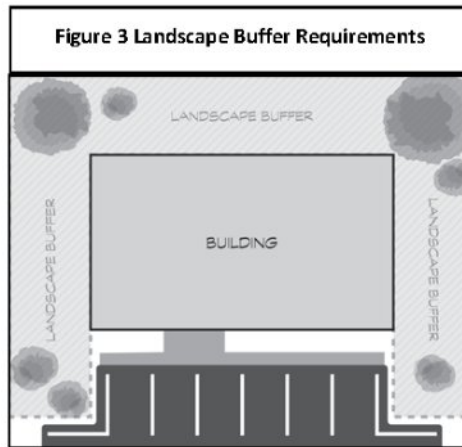 Figure 3 Landscape Buffer Requirements
LANDSCAPE BUFFER
LANDSCAPE BUFFER
BUILDING
LANDSCAPE BUFFER